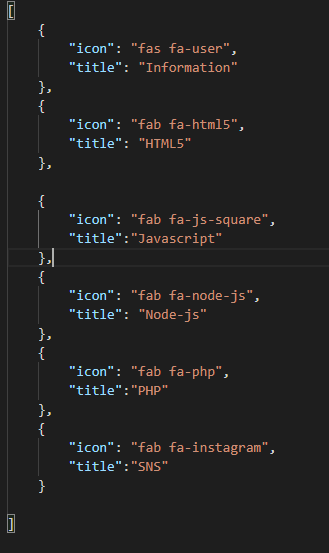 [
{
"icon": "fas fa-user",
"title": "Information"
},
{
"icon": "fab fa-html5",
"title": "HTML5"
},
{
"icon": "fab fa-js-square",
"title":"Javascript"
},
{
"icon": "fab fa-node-js",
"title": "Node-js"
},
{
"icon": "fab fa-php",
"title":"PHP"
},
{
"icon": "fab fa-instagram",
"title":"SNS"
}
]